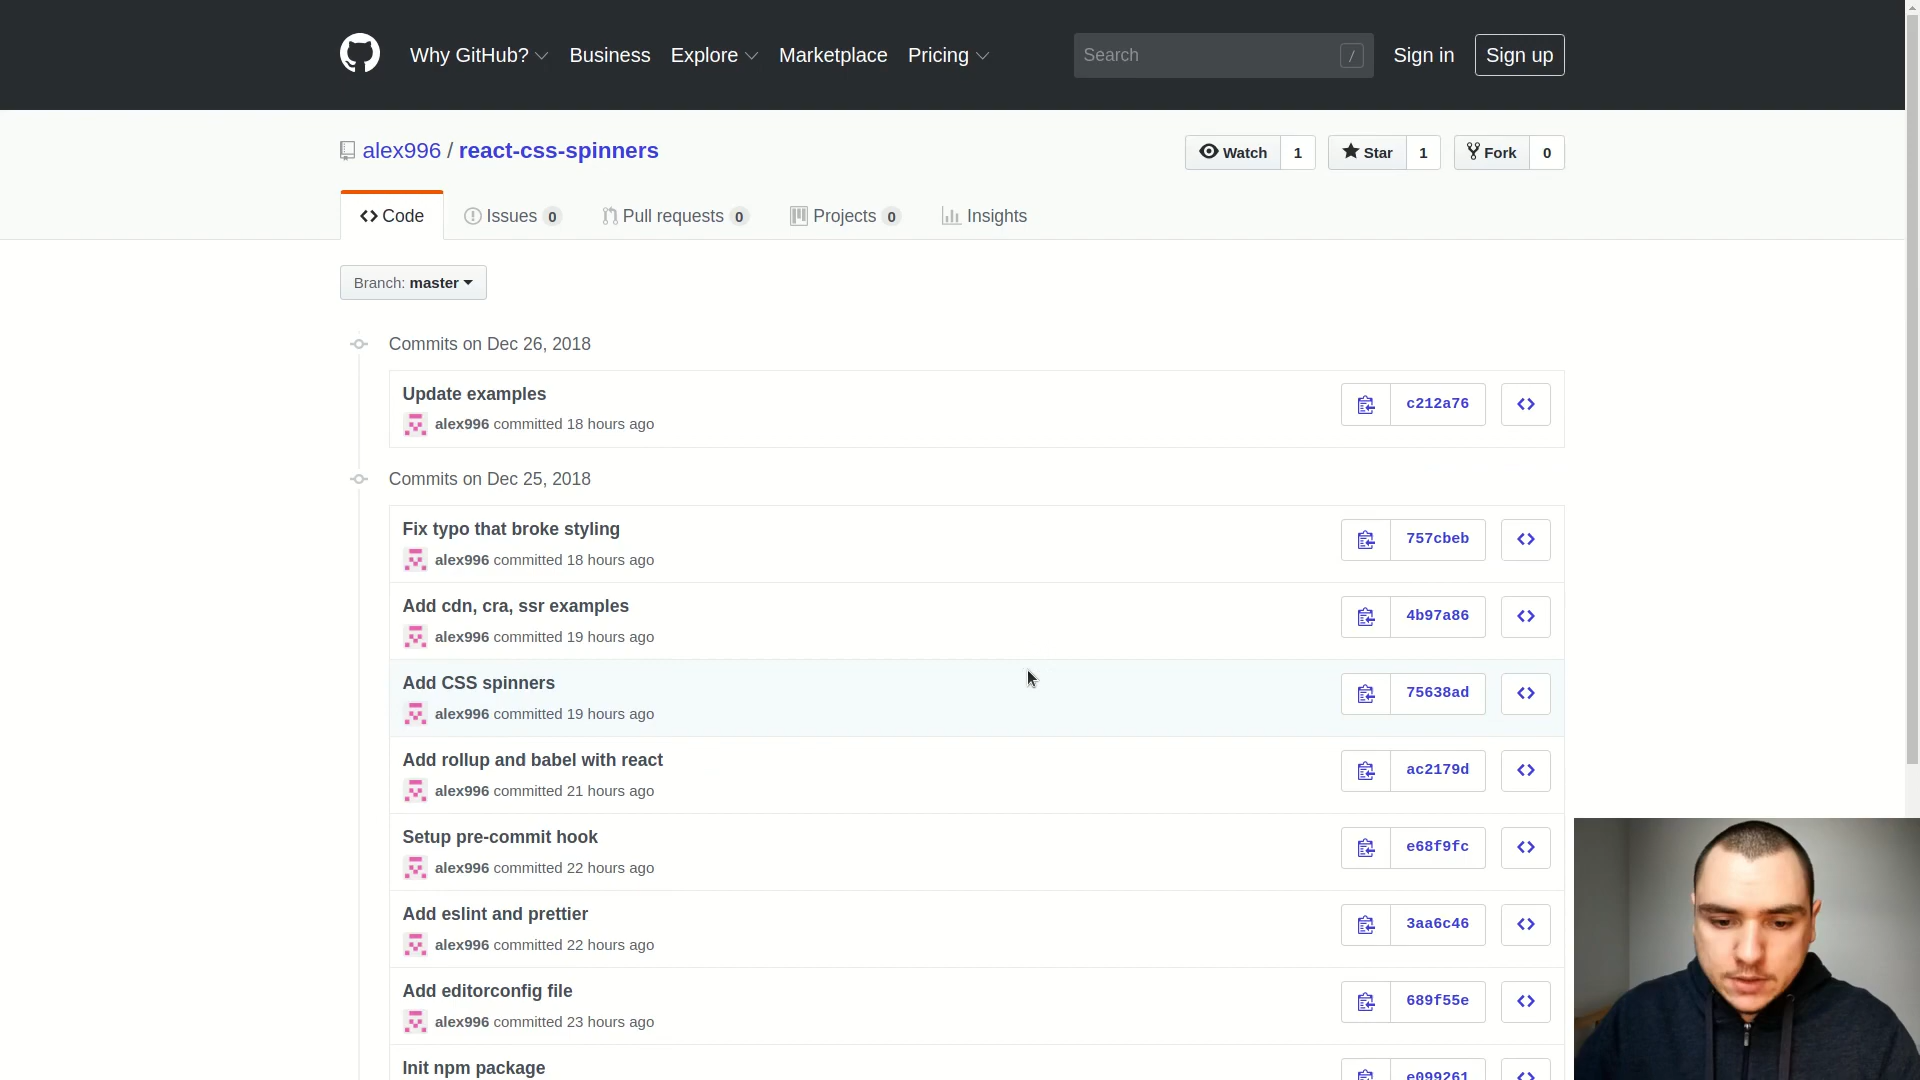 Why GitHub? Business Explore Marketplace Pricing Search / Sign in Sign up
alex996 / react-css-spinners Watch 1 Star 1 Fork 0
Code Issues 0 Pull requests 0 Projects 0 Insights
Branch: master
Commits on Dec 26, 2018
Update examples
alex996 committed 18 hours ago
c212a76
Commits on Dec 25, 2018
Fix typo that broke styling
alex996 committed 18 hours ago
757cbeb
Add cdn, cra, ssr examples
alex996 committed 19 hours ago
4b97a86
Add CSS spinners
alex996 committed 19 hours ago
75638ad
Add rollup and babel with react
alex996 committed 21 hours ago
ac2179d
Setup pre-commit hook
alex996 committed 22 hours ago
e68f9fc
Add eslint and prettier
alex996 committed 22 hours ago
3aa6c46
Add editorconfig file
alex996 committed 23 hours ago
689f55e
Init npm package
e099261